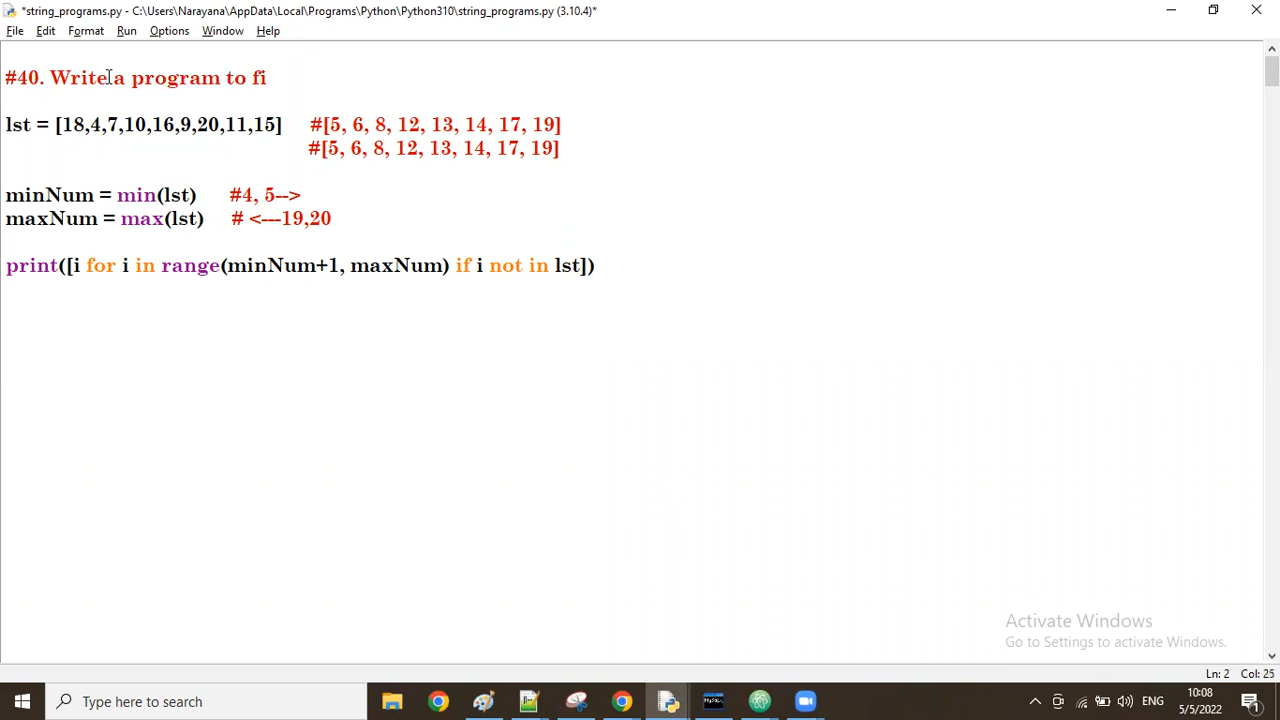 *string_programs.py - C:\Users\Narayana\AppData\Local\Programs\Python\Python310\string_programs.py (3.10.4)*
File Edit Format Run Options Window Help
#40. Write a program to fi
lst = [18,4,7,10,16,9,20,11,15] #[5, 6, 8, 12, 13, 14, 17, 19]
#[5, 6, 8, 12, 13, 14, 17, 19]
minNum = min(lst) #4, 5-->
maxNum = max(lst) # <---19,20
print([i for i in range(minNum+1, maxNum) if i not in lst])
Activate Windows
Go to Settings to activate Windows.
Ln: 2 Col: 25
Type here to search
MySQL
ENG
10:08
5/5/2022
1